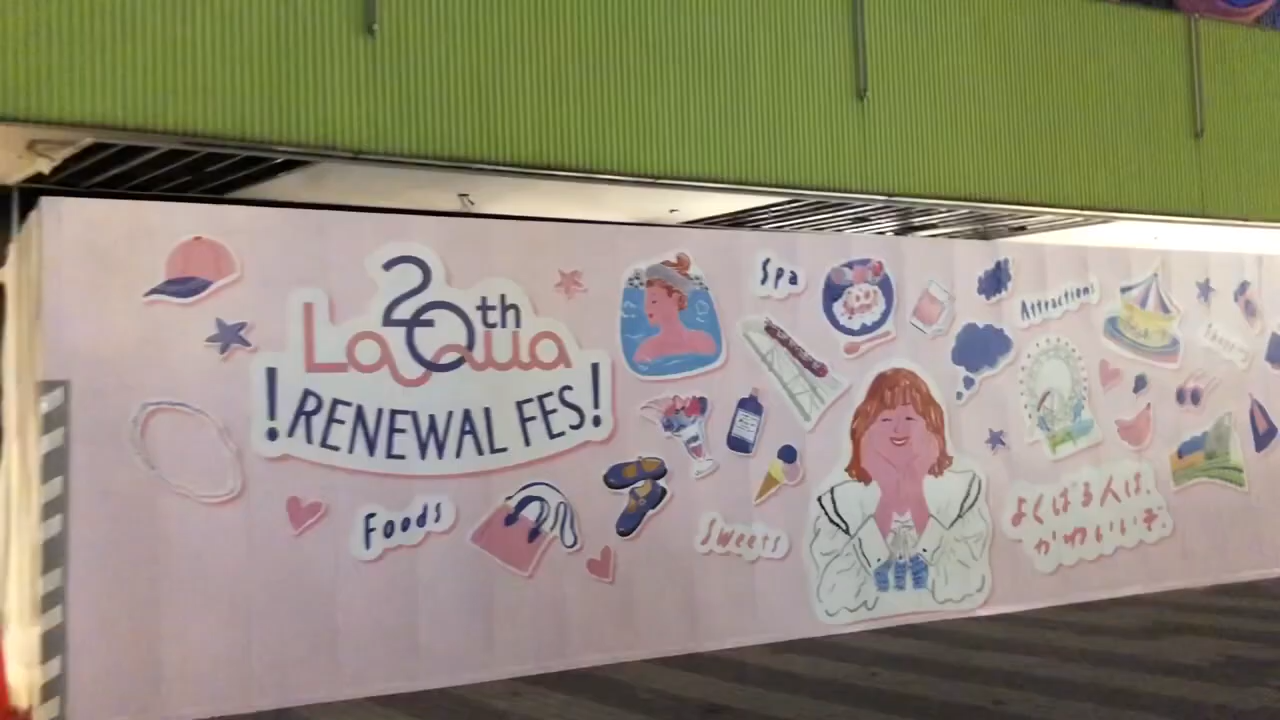 20th
LaQua
!RENEWAL FES!
Spa
Attractions
Foods
Sweets
よくばる人は、
かわいいぞ。